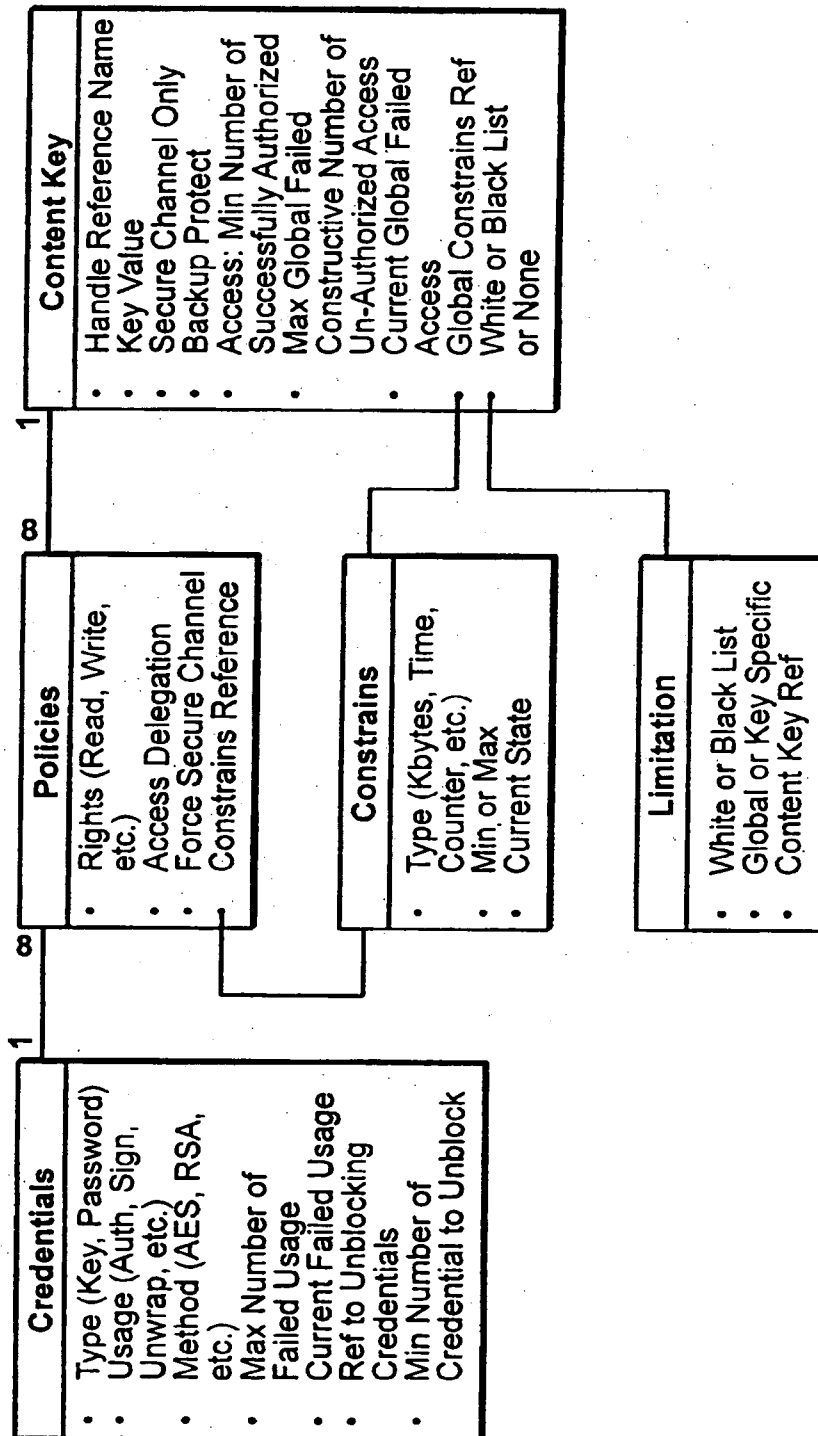 Credentials
• Type (Key, Password)
• Usage (Auth, Sign,
Unwrap, etc.)
• Method (AES, RSA,
etc.)
• Max Number of
Failed Usage
• Current Failed Usage
• Ref to Unblocking
Credentials
• Min Number of
Credential to Unblock
1
∞
Policies
• Rights (Read, Write,
etc.)
• Access Delegation
• Force Secure Channel
• Constrains Reference
∞
1
Constrains
• Type (Kbytes, Time,
Counter, etc.)
• Min or Max
• Current State
Limitation
• White or Black List
• Global or Key Specific
• Content Key Ref
Content Key
• Handle Reference Name
• Key Value
• Secure Channel Only
• Backup Protect
• Access: Min Number of
Successfully Authorized
• Max Global Failed
Constructive Number of
Un-Authorized Access
• Current Global Failed
Access
• Global Constrains Ref
• White or Black List
or None